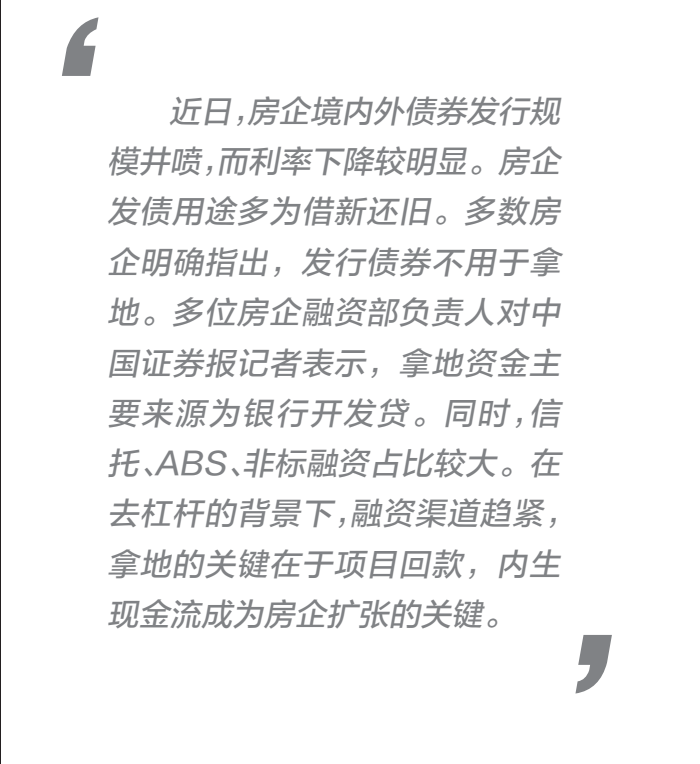 近日,房企境内外债券发行规
模井喷,而利率下降较明显。房企
发债用途多为借新还旧。多数房
企明确指出，发行债券不用于拿
地。多位房企融资部负责人对中
国证券报记者表示，拿地资金主
要来源为银行开发贷。同时,信
托、ABS、非标融资占比较大。在
去杠杆的背景下,融资渠道趋紧，
拿地的关键在于项目回款，内生
现金流成为房企扩张的关键。